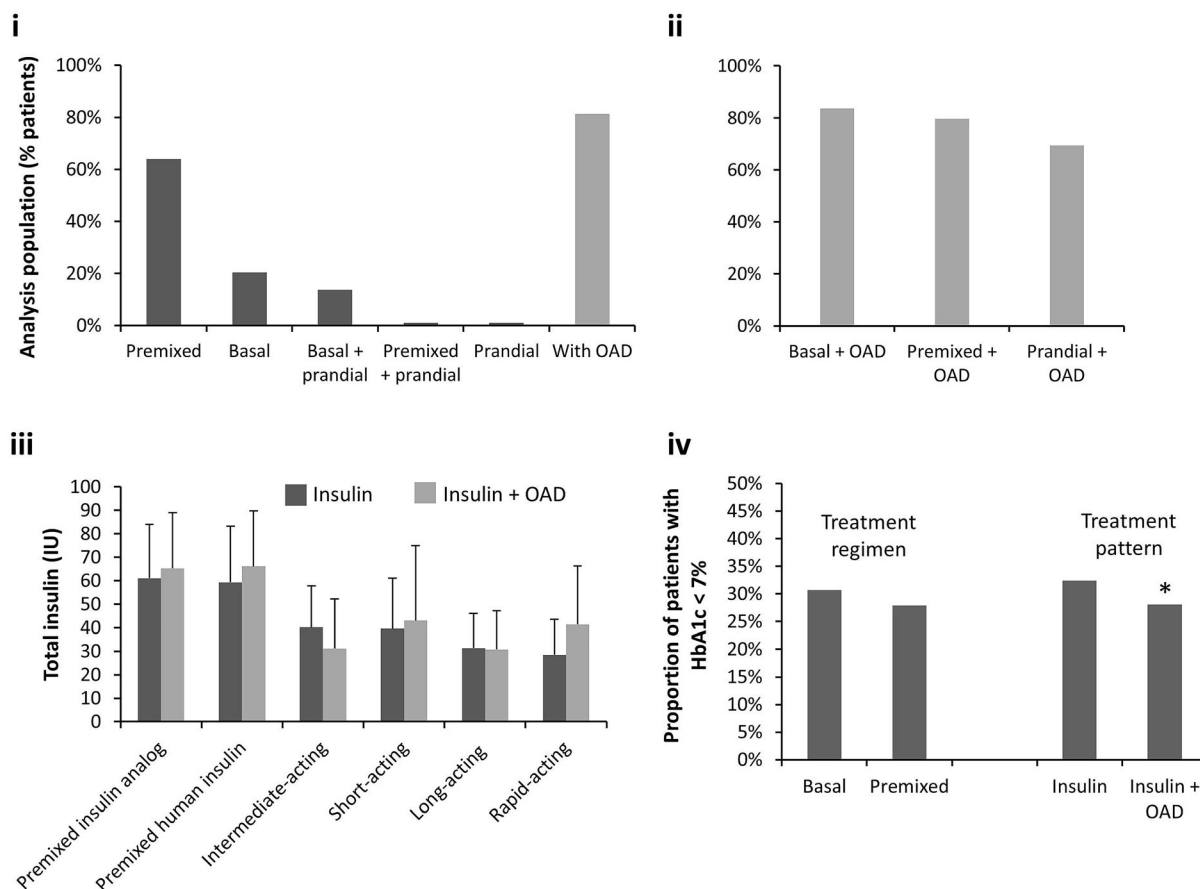 i
Analysis population (% patients)
100%
80%
60%
40%
20%
0%
Premixed
Basal
Basal +
prandial
Premixed
+ prandial
Prandial
With OAD
ii
100%
80%
60%
40%
20%
0%
Basal + OAD
Premixed +
OAD
Prandial +
OAD
iii
Total insulin (IU)
100
90
80
70
60
50
40
30
20
10
0
Insulin
Insulin + OAD
Premixed insulin analog
Premixed human insulin
Intermediate-acting
Short-acting
Long-acting
Rapid-acting
iv
Proportion of patients with
HbA1c < 7%
50%
45%
40%
35%
30%
25%
20%
15%
10%
5%
0%
Treatment
regimen
Treatment
pattern
*
Basal
Premixed
Insulin
Insulin +
OAD